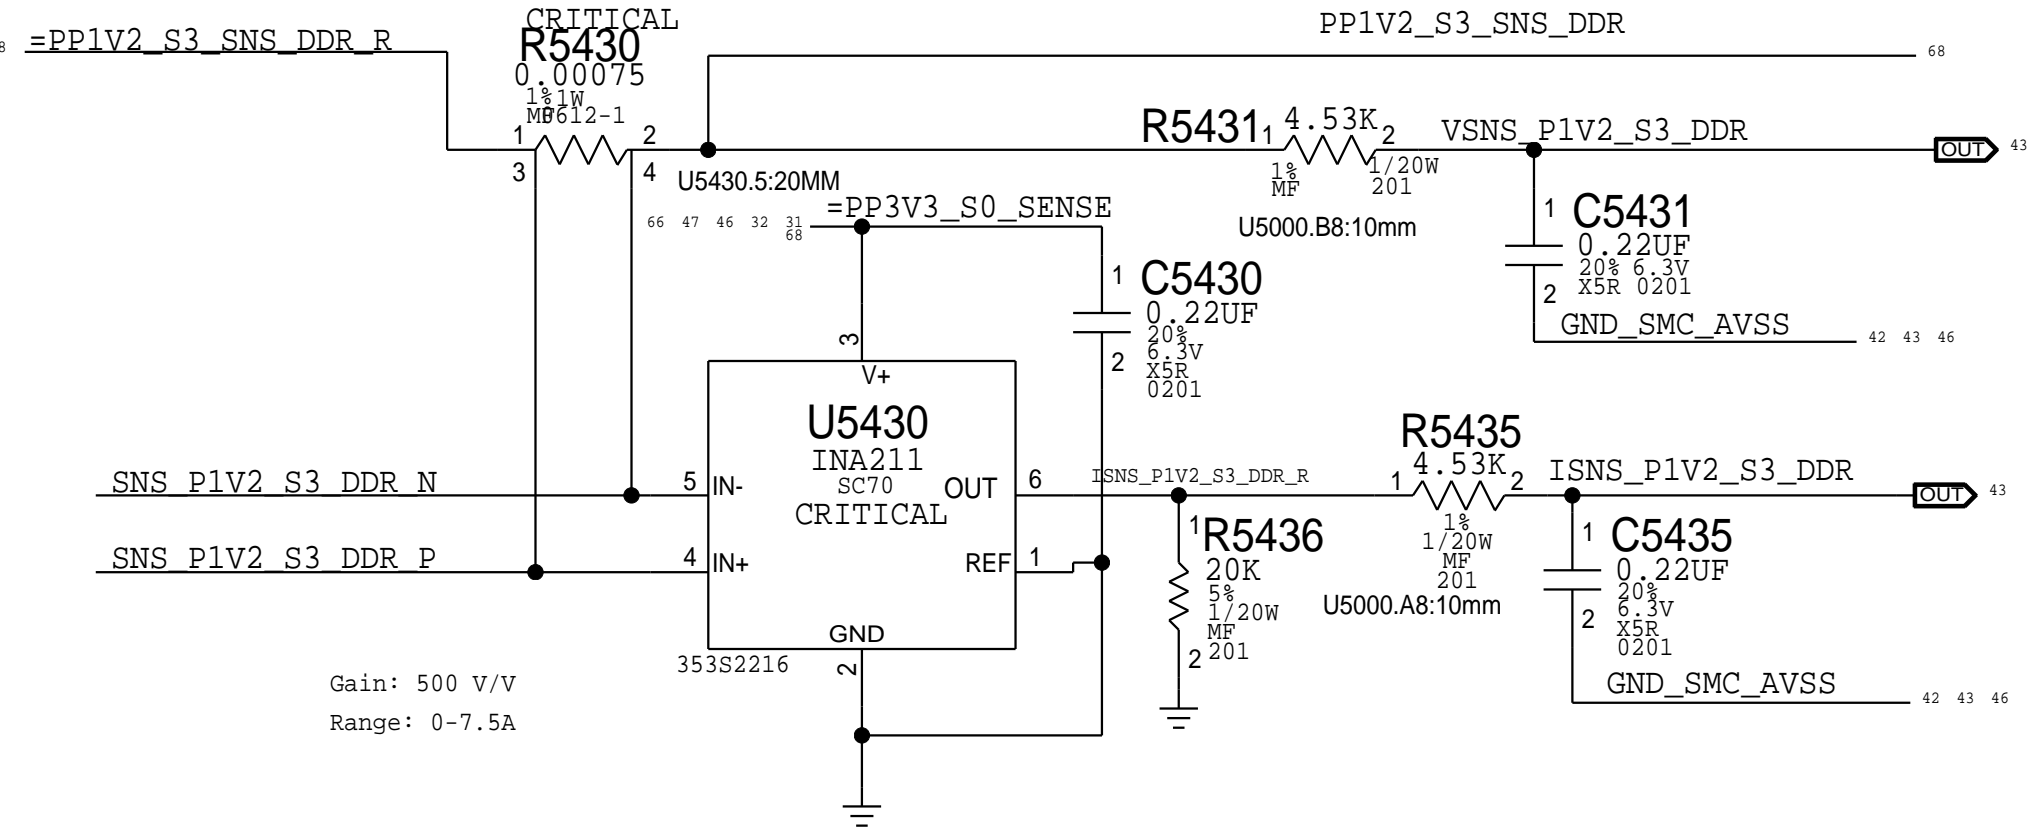 CRITICAL
R5430
0.00075
1% 1W
MF 0612-1
8
=PP1V2_S3_SNS_DDR_R
1
2
3
4
U5430.5:20MM
PP1V2_S3_SNS_DDR
68
R5431
4.53K
1
2
1%
MF
1/20W
201
U5000.B8:10mm
VSNS_P1V2_S3_DDR
OUT
43
66 47 46 32 31
68
=PP3V3_S0_SENSE
1
C5430
0.22UF
20%
6.3V
X5R
0201
2
1
C5431
0.22UF
20% 6.3V
X5R 0201
2
GND_SMC_AVSS
42 43 46
3
V+
U5430
INA211
SC70
CRITICAL
SNS_P1V2_S3_DDR_N
5
IN-
OUT
6
SNS_P1V2_S3_DDR_P
4
IN+
REF
1
GND
2
353S2216
ISNS_P1V2_S3_DDR_R
1
R5436
20K
5%
1/20W
MF
201
2
R5435
4.53K
1
2
1%
1/20W
MF
201
U5000.A8:10mm
ISNS_P1V2_S3_DDR
OUT
43
1
C5435
0.22UF
20%
6.3V
X5R
0201
2
GND_SMC_AVSS
42 43 46
Gain: 500 V/V
Range: 0-7.5A